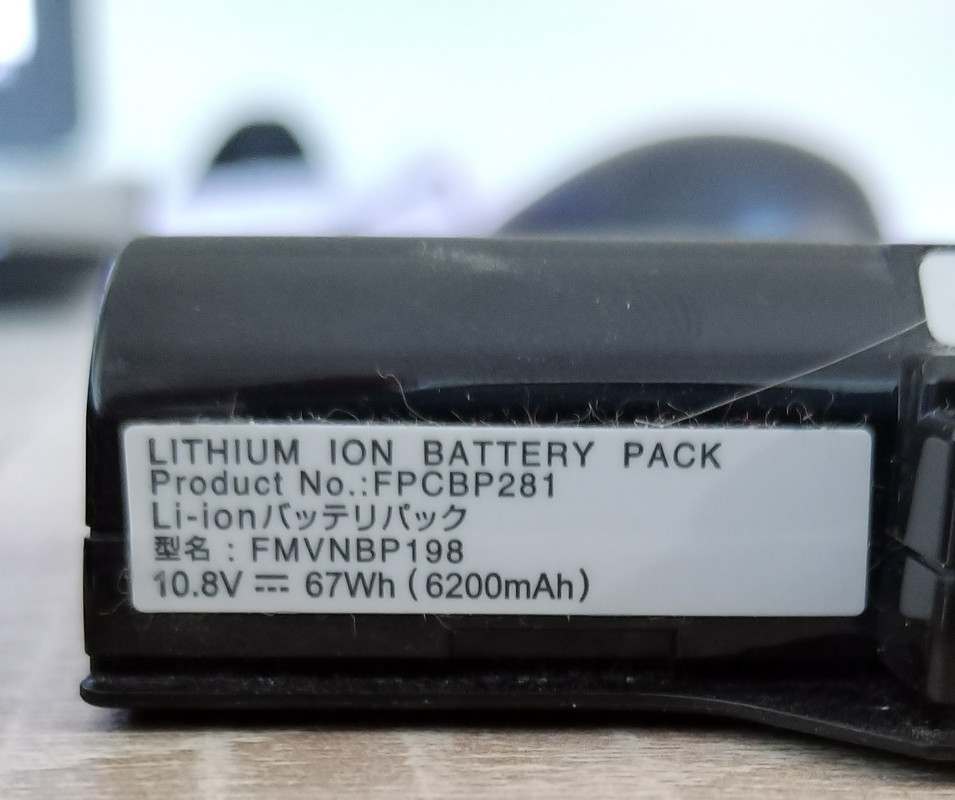 LITHIUM ION BATTERY PACK
Product No.:FPCBP281
Li-ionバッテリパック
型名：FMVNBP198
10.8V ⎓ 67Wh (6200mAh)